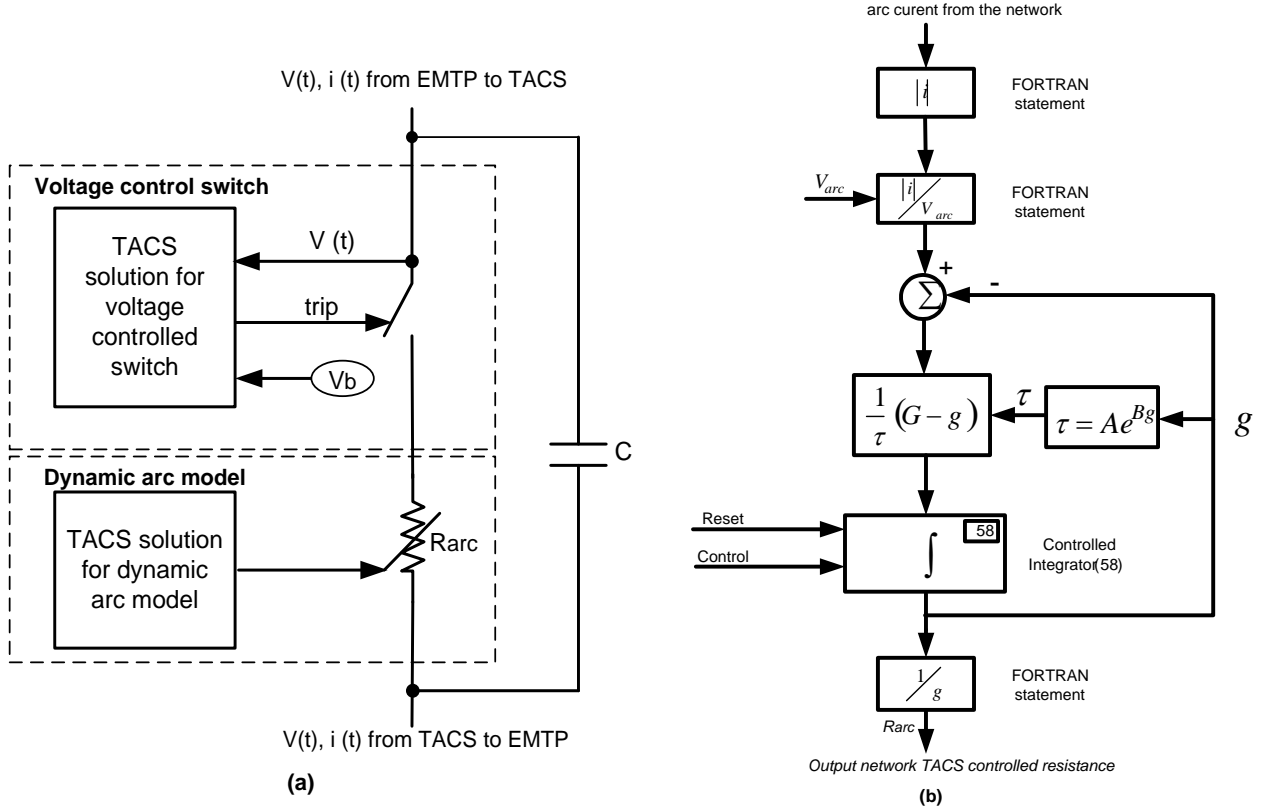 V(t), i (t) from EMTP to TACS
Voltage control switch
TACS
solution for
voltage
controlled
switch
V (t)
trip
Vb
C
Dynamic arc model
TACS solution
for dynamic
arc model
Rarc
V(t), i (t) from TACS to EMTP
(a)
arc curent from the network
|i|
FORTRAN
statement
V_arc
|i| / V_arc
FORTRAN
statement
+
Σ
-
1/τ (G − g)
τ
τ = Ae^{Bg}
g
Reset
Control
58
∫
Controlled
Integrator(58)
1/g
FORTRAN
statement
Rarc
Output network TACS controlled resistance
(b)